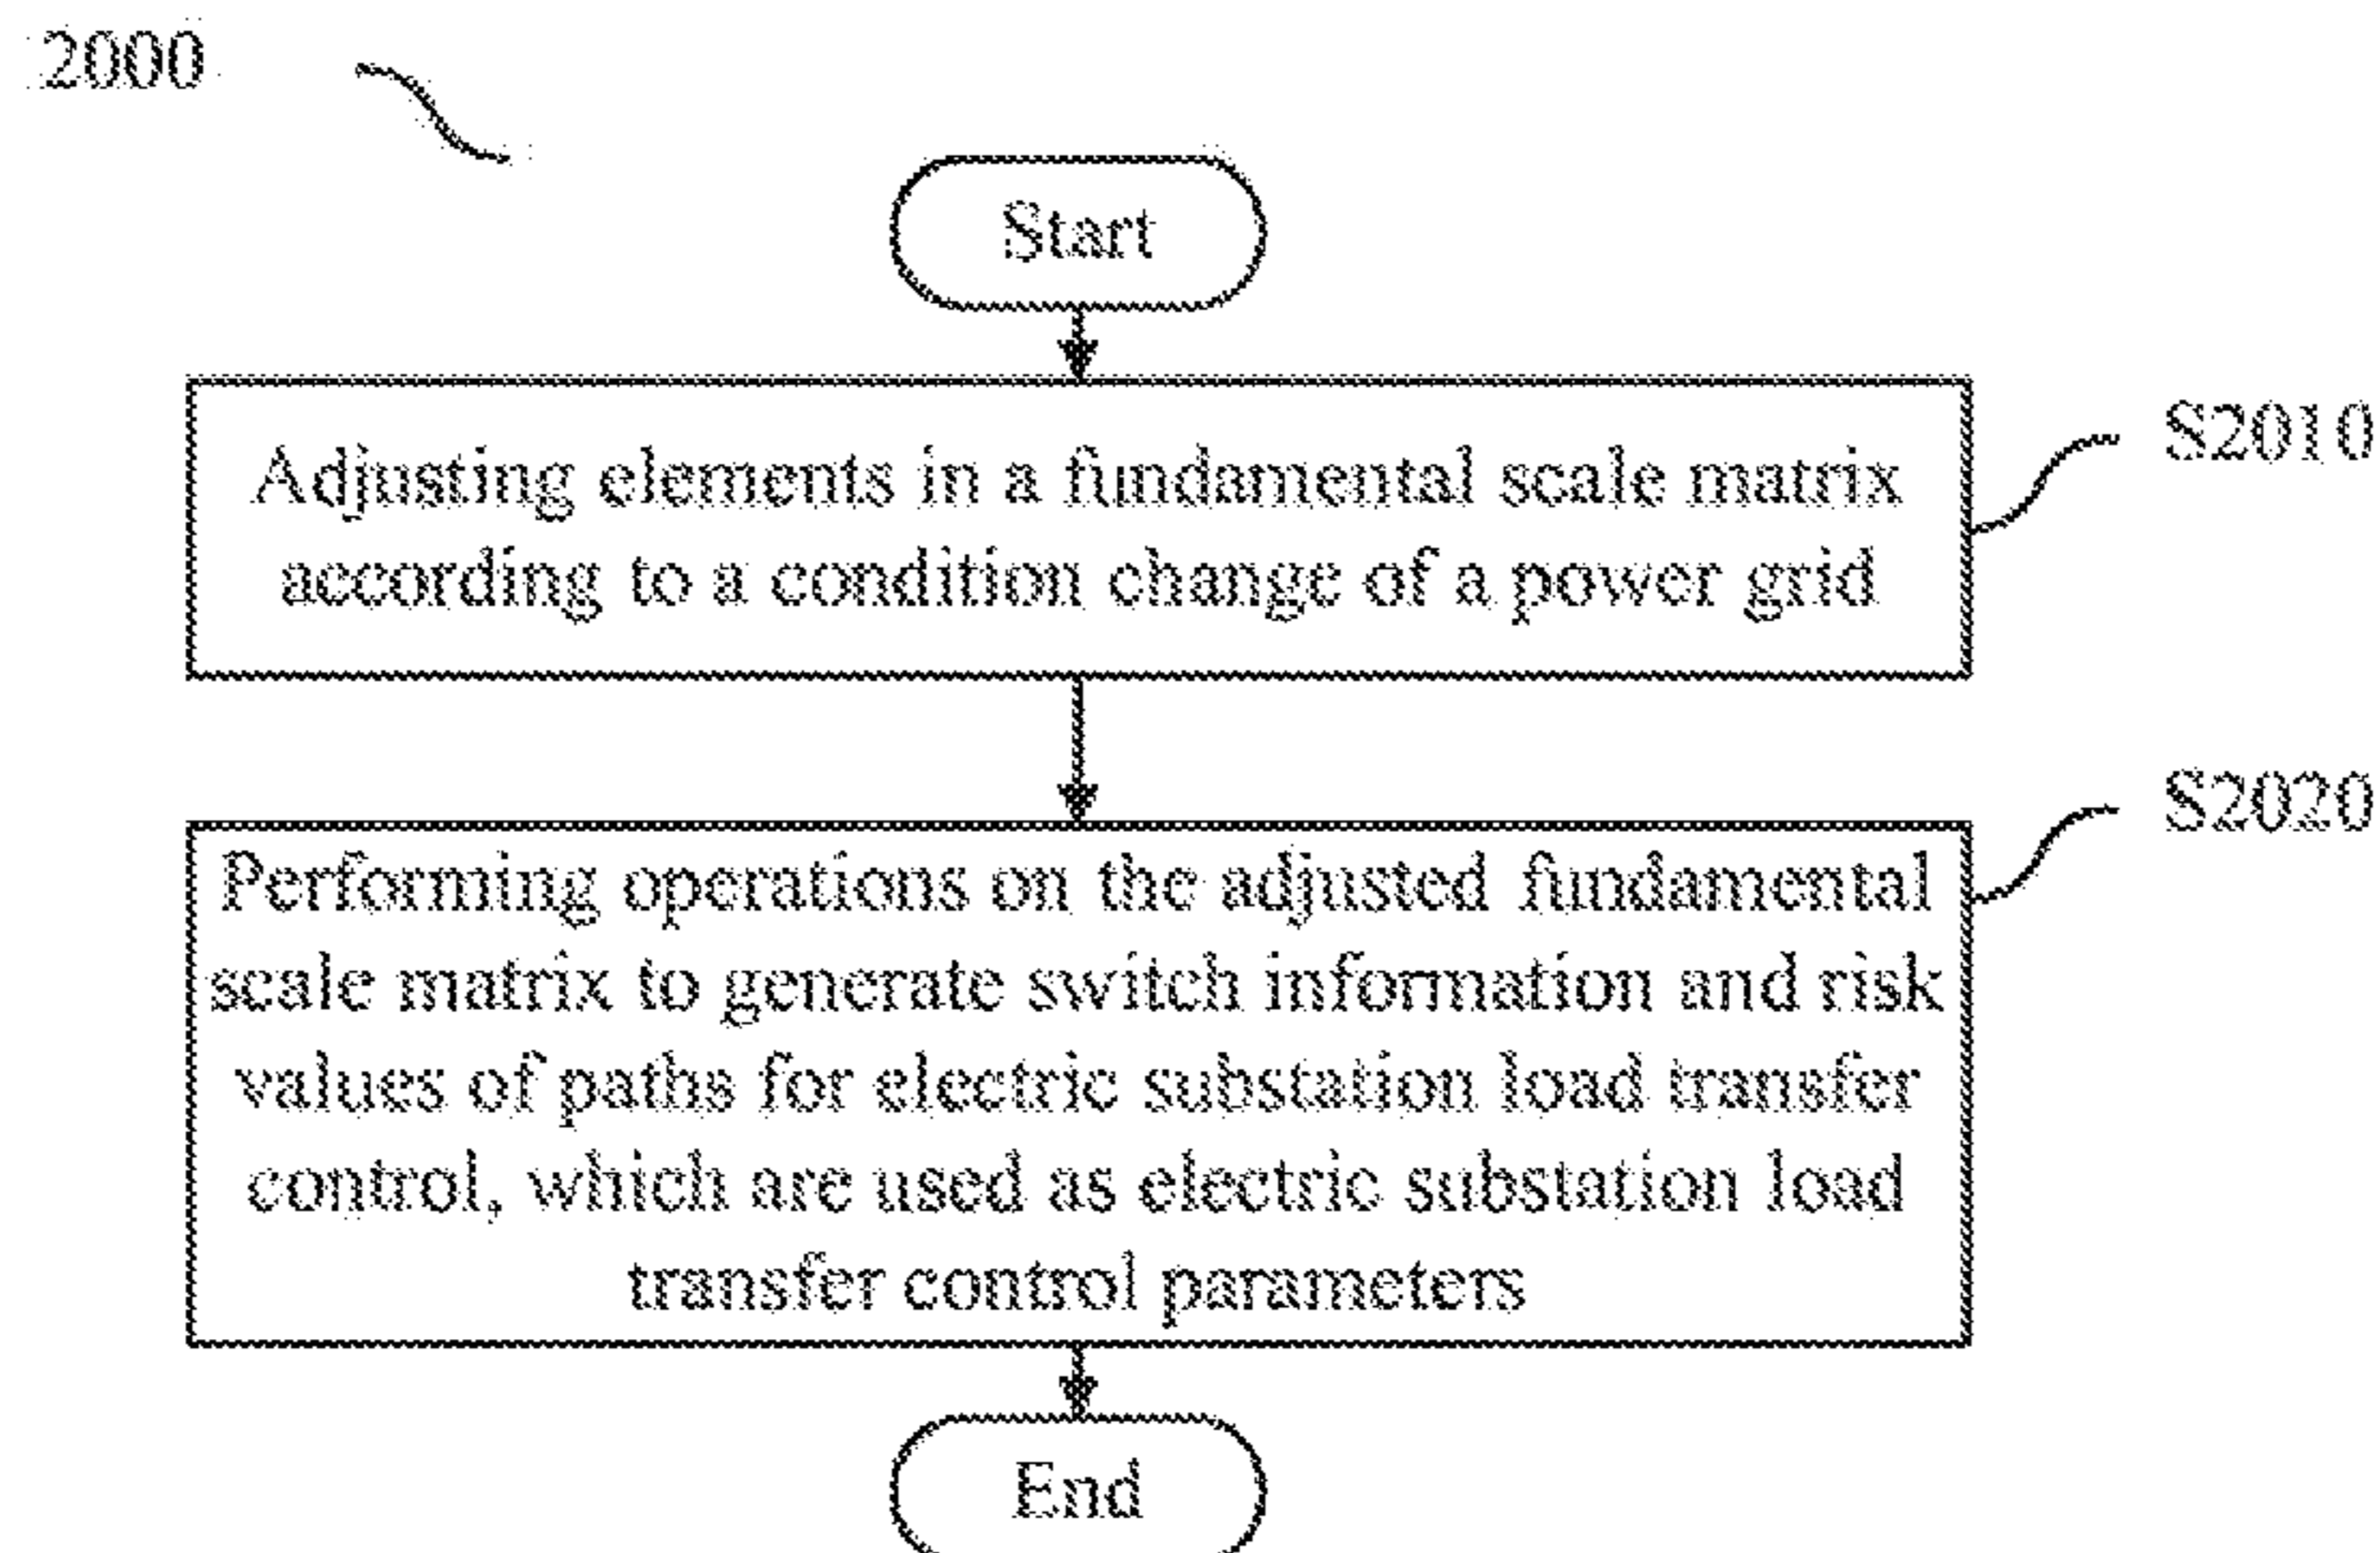 2000
Start
Adjusting elements in a fundamental scale matrix
according to a condition change of a power grid
S2010
Performing operations on the adjusted fundamental
scale matrix to generate switch information and risk
values of paths for electric substation load transfer
control, which are used as electric substation load
transfer control parameters
S2020
End